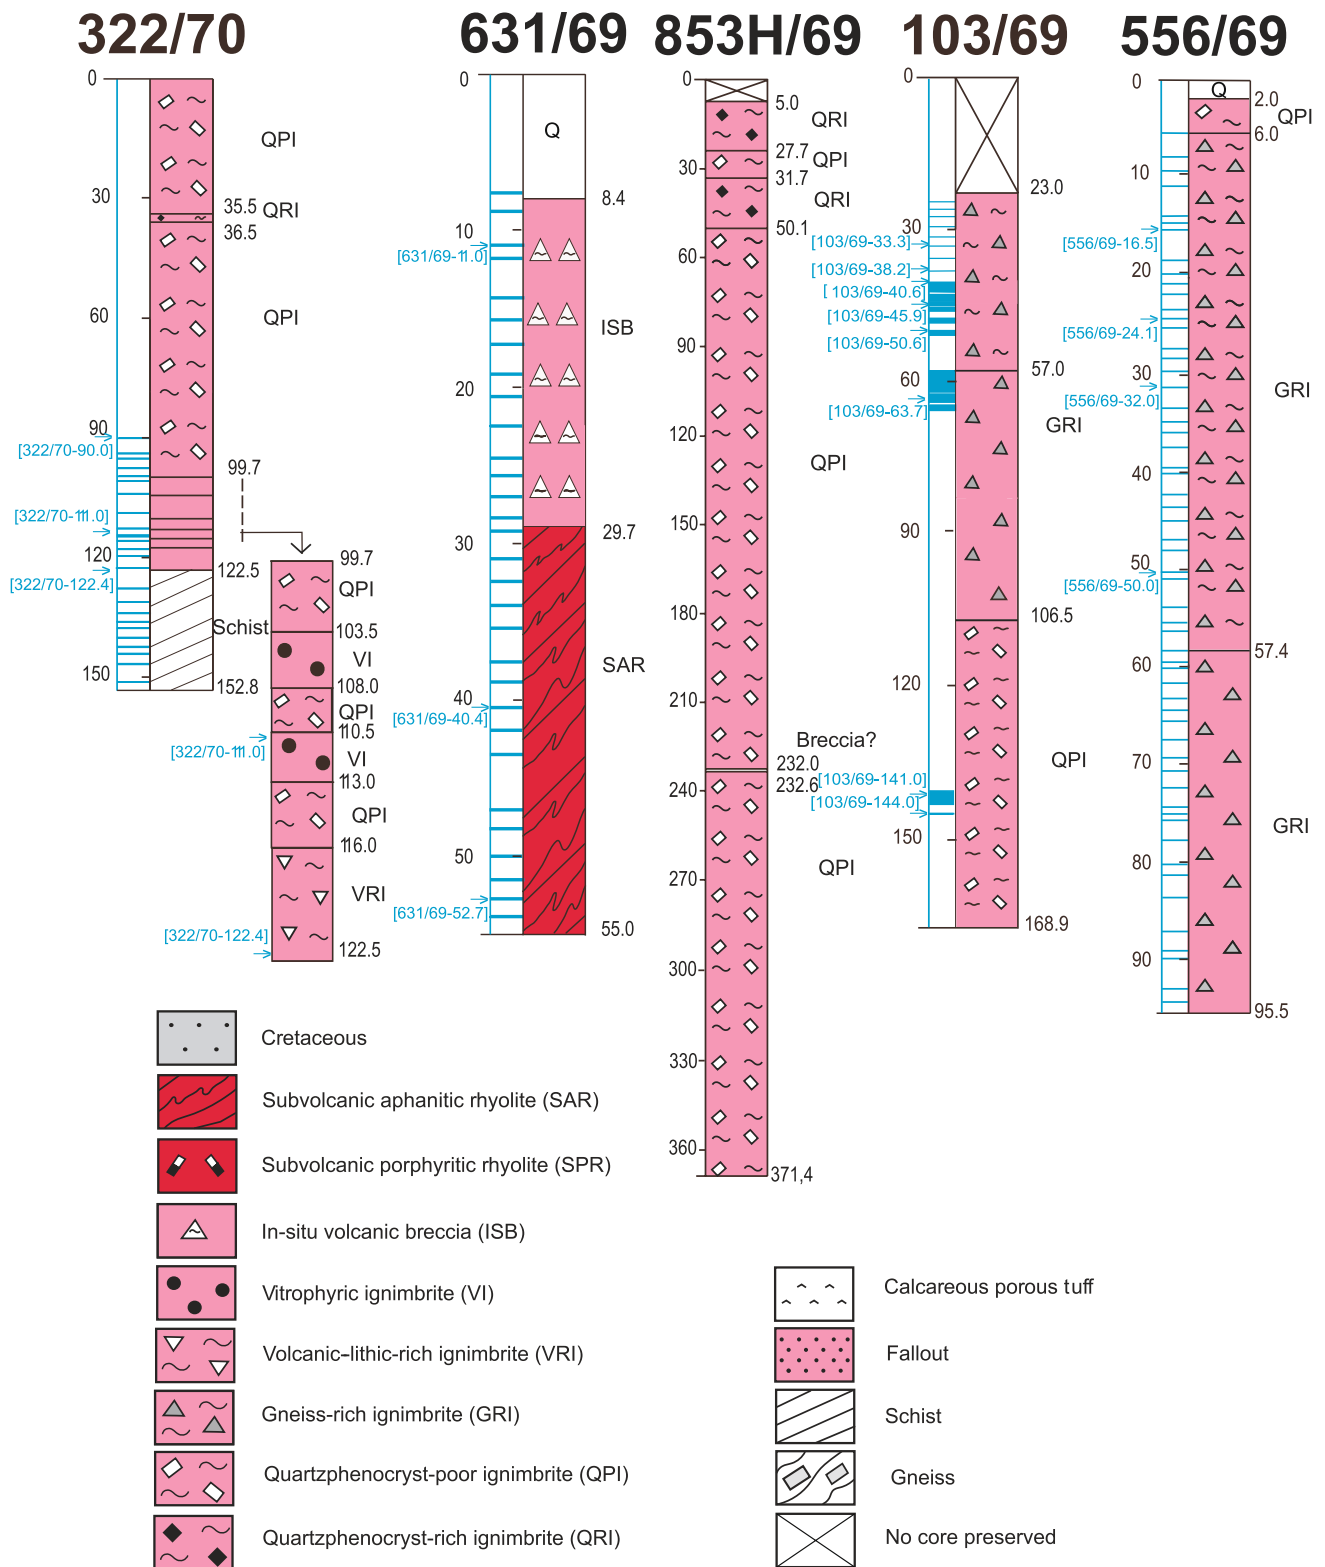 322/70
631/69
853H/69
103/69
556/69
0
QPI
30
35.5
QRI
36.5
60
QPI
90
[322/70-90.0]
99.7
[322/70-111.0]
120
122.5
[322/70-122.4]
Schist
150
152.8
99.7
QPI
103.5
VI
108.0
QPI
110.5
[322/70-111.0]
VI
113.0
QPI
116.0
VRI
[322/70-122.4]
122.5
0
Q
8.4
10
[631/69-11.0]
ISB
20
29.7
30
SAR
40
[631/69-40.4]
50
[631/69-52.7]
55.0
0
5.0
QRI
27.7
QPI
30
31.7
QRI
50.1
60
90
120
QPI
150
180
210
Breccia?
232.0
232.6
240
QPI
270
300
330
360
371,4
0
23.0
30
[103/69-33.3]
[103/69-38.2]
[ 103/69-40.6]
[103/69-45.9]
[103/69-50.6]
57.0
60
[103/69-63.7]
GRI
90
106.5
120
QPI
[103/69-141.0]
[103/69-144.0]
150
168.9
0
Q
2.0
QPI
6.0
10
[556/69-16.5]
20
[556/69-24.1]
30
[556/69-32.0]
GRI
40
50
[556/69-50.0]
57.4
60
70
GRI
80
90
95.5
Cretaceous
Subvolcanic aphanitic rhyolite (SAR)
Subvolcanic porphyritic rhyolite (SPR)
In-situ volcanic breccia (ISB)
Vitrophyric ignimbrite (VI)
Volcanic-lithic-rich ignimbrite (VRI)
Gneiss-rich ignimbrite (GRI)
Quartzphenocryst-poor ignimbrite (QPI)
Quartzphenocryst-rich ignimbrite (QRI)
Calcareous porous tuff
Fallout
Schist
Gneiss
No core preserved